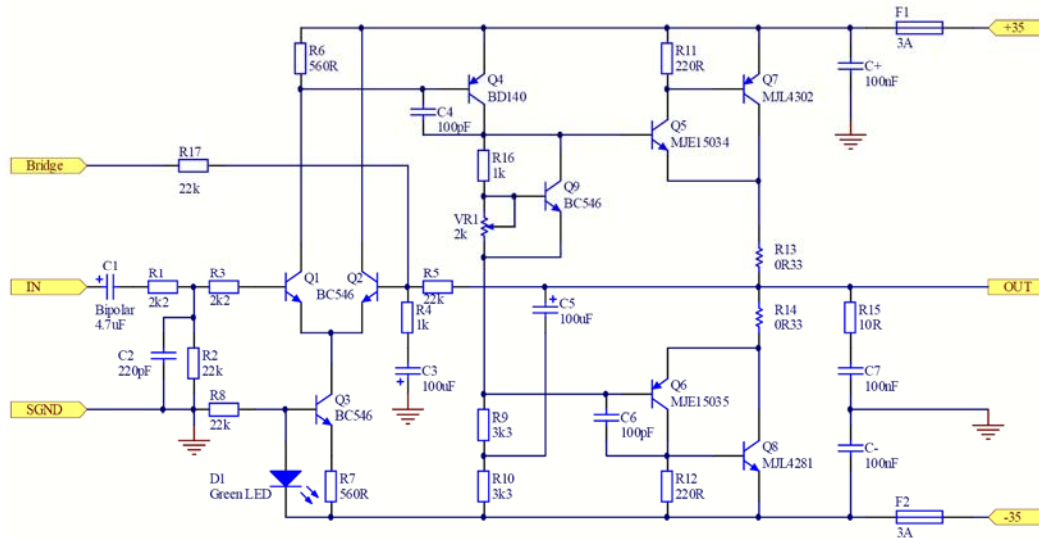 F1
+35
3A
R6
560R
R11
220R
Q4
BD140
Q7
MJL4302
C+
100nF
C4
100pF
Q5
MJE15034
Bridge
R17
22k
R16
1k
Q9
BC546
VR1
2k
R13
0R33
IN
C1
R1
R3
Q1
Q2
R5
OUT
Bipolar
4.7uF
2k2
2k2
BC546
22k
R4
1k
C5
100uF
R14
0R33
R15
10R
C2
220pF
R2
22k
C3
100uF
C7
100nF
SGND
R8
22k
Q3
BC546
Q6
MJE15035
R9
3k3
C6
100pF
Q8
MJL4281
C-
100nF
D1
Green LED
R7
560R
R10
3k3
R12
220R
F2
-35
3A